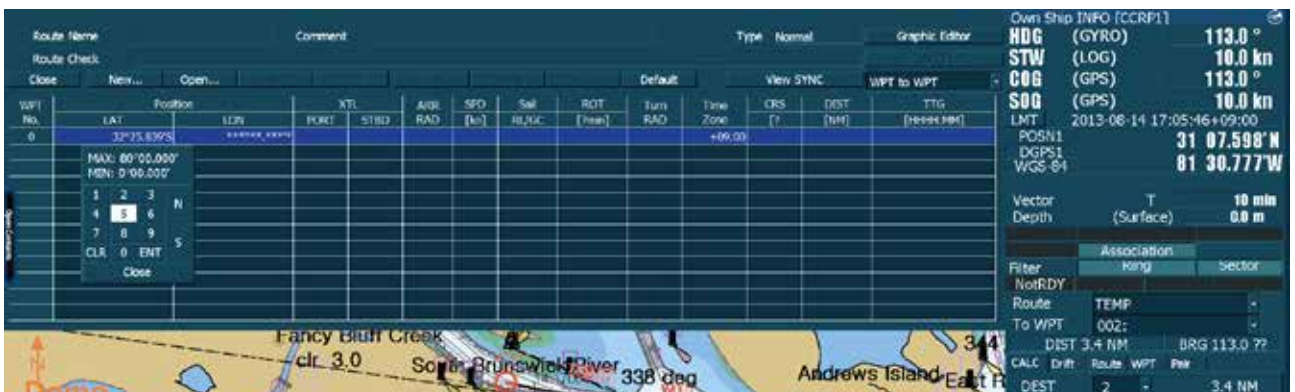 Route Name Comment Type Normal Graphic Editor
Route Check
Close New... Open... Default View SYNC WPT to WPT
WPT No. Position XTL ARR RAD SPD [kn] Sail RL/GC ROT [°/min] Turn RAD Time Zone CRS [? DIST [NM] TTG [HHHH:MM]
LAT LON PORT STBD
0 32°25.839'S ***°**.***'* +09:00
MAX: 80°00.000'
MIN: 0°00.000'
1 2 3 N
4 5 6
7 8 9 S
CLR 0 ENT
Close
Own Ship INFO [CCRP1]
HDG (GYRO) 113.0 °
STW (LOG) 10.0 kn
COG (GPS) 113.0 °
SOG (GPS) 10.0 kn
LMT 2013-08-14 17:05:46+09:00
POSN1 31 07.598'N
DGPS1
WGS-84 81 30.777'W
Vector T 10 min
Depth (Surface) 0.0 m
Association
Filter Ring Sector
NotRDY
Route TEMP
To WPT 002:
DIST 3.4 NM BRG 113.0 ??
CALC Drift Route WPT Pair
DEST 2 3.4 NM
Fancy Bluff Creek
clr 3.0
South Brunswick River
338 deg
Andrews Island
344
East R